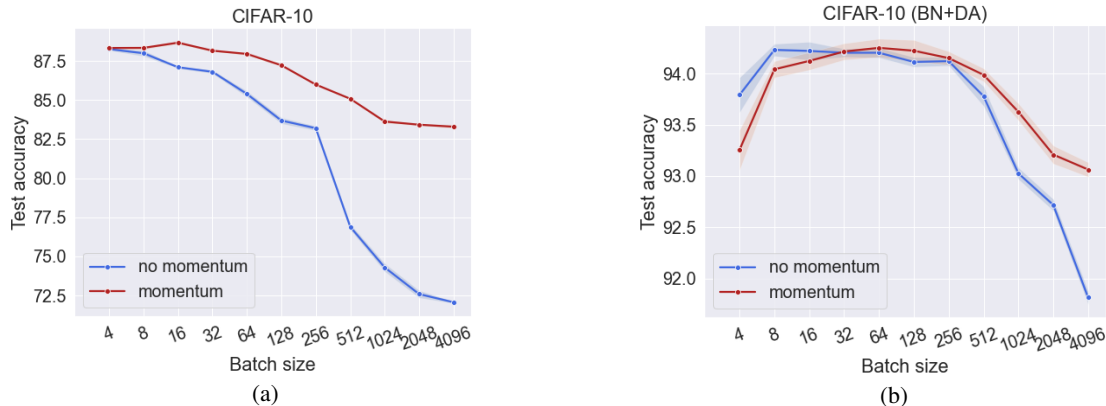 CIFAR-10
87.5
85.0
82.5
80.0
77.5
75.0
72.5
Test accuracy
no momentum
momentum
4 8 16 32 64 128 256 512 1024 2048 4096
Batch size
(a)
CIFAR-10 (BN+DA)
94.0
93.5
93.0
92.5
92.0
Test accuracy
no momentum
momentum
4 8 16 32 64 128 256 512 1024 2048 4096
Batch size
(b)